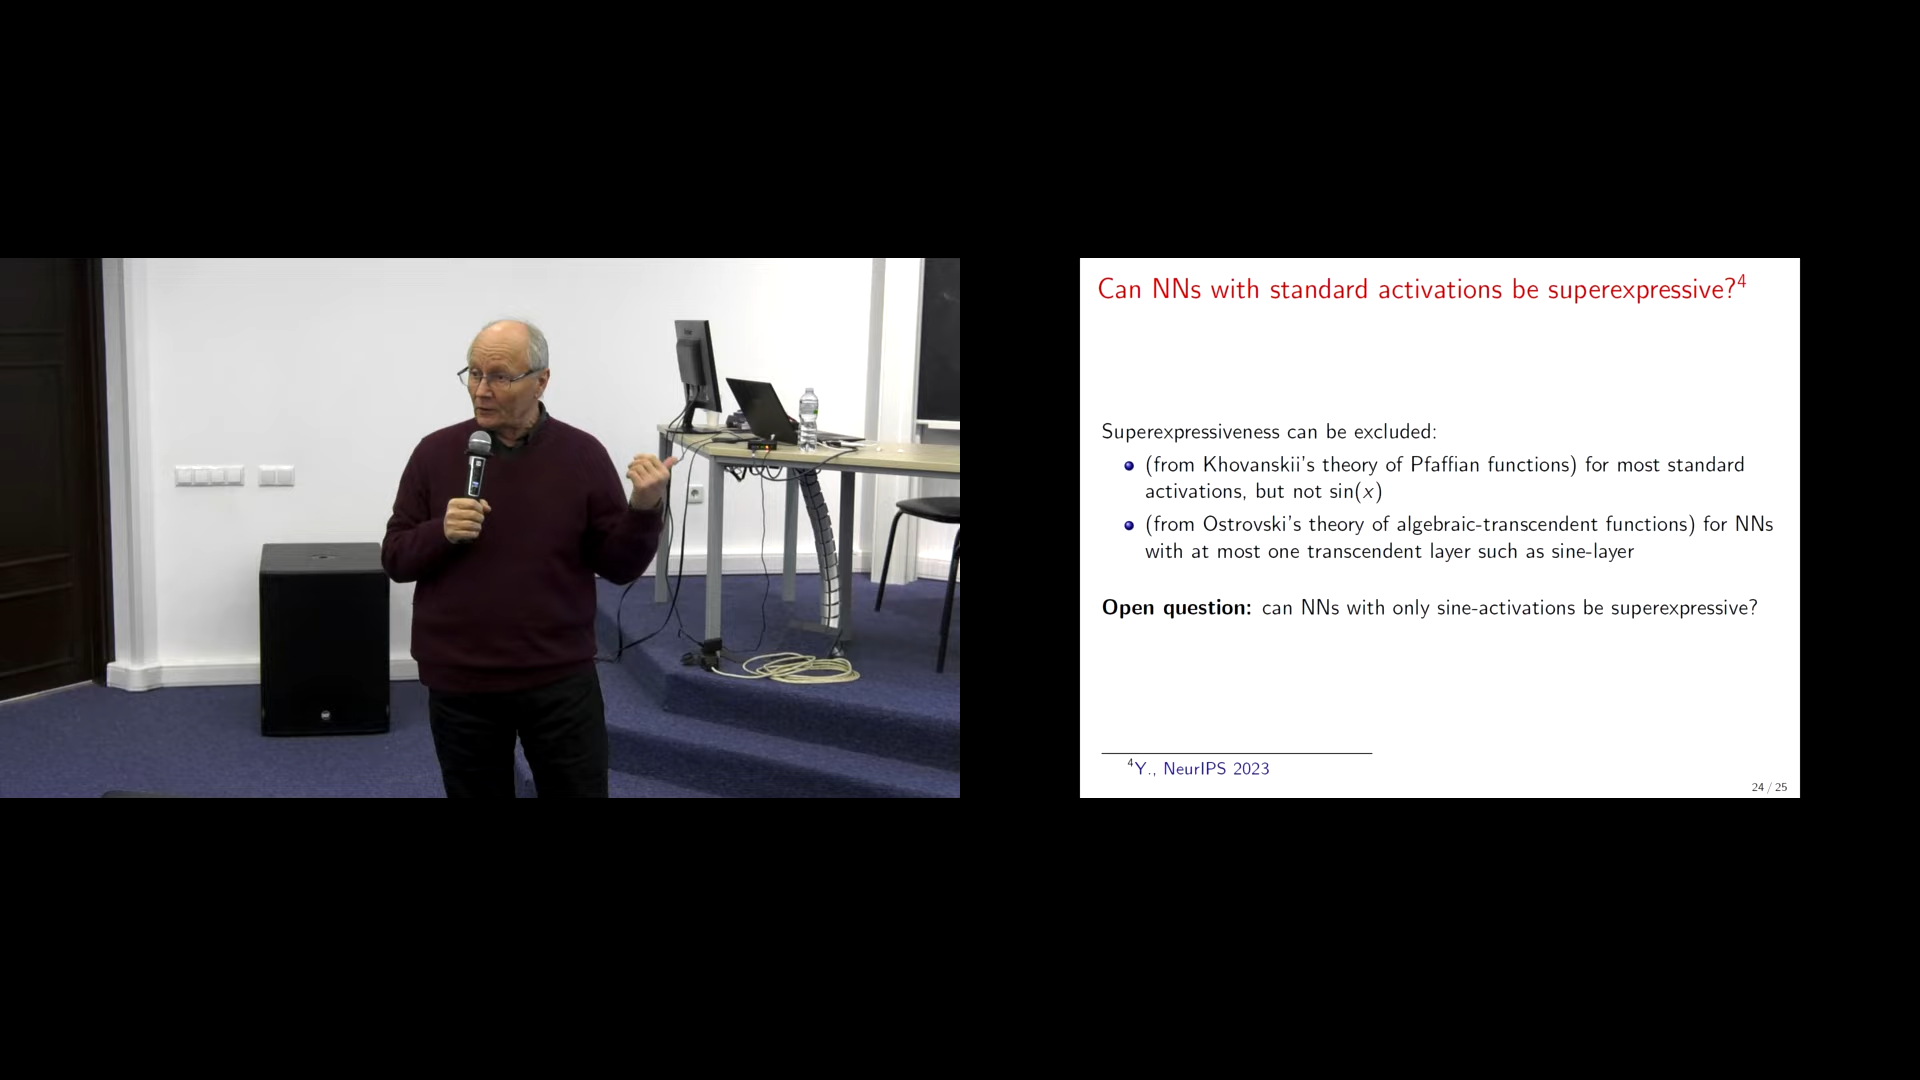 Can NNs with standard activations be superexpressive?⁴
Superexpressiveness can be excluded:
(from Khovanskii's theory of Pfaffian functions) for most standard
activations, but not sin(x)
(from Ostrovski's theory of algebraic-transcendent functions) for NNs
with at most one transcendent layer such as sine-layer
Open question: can NNs with only sine-activations be superexpressive?
⁴Y., NeurIPS 2023
24 / 25